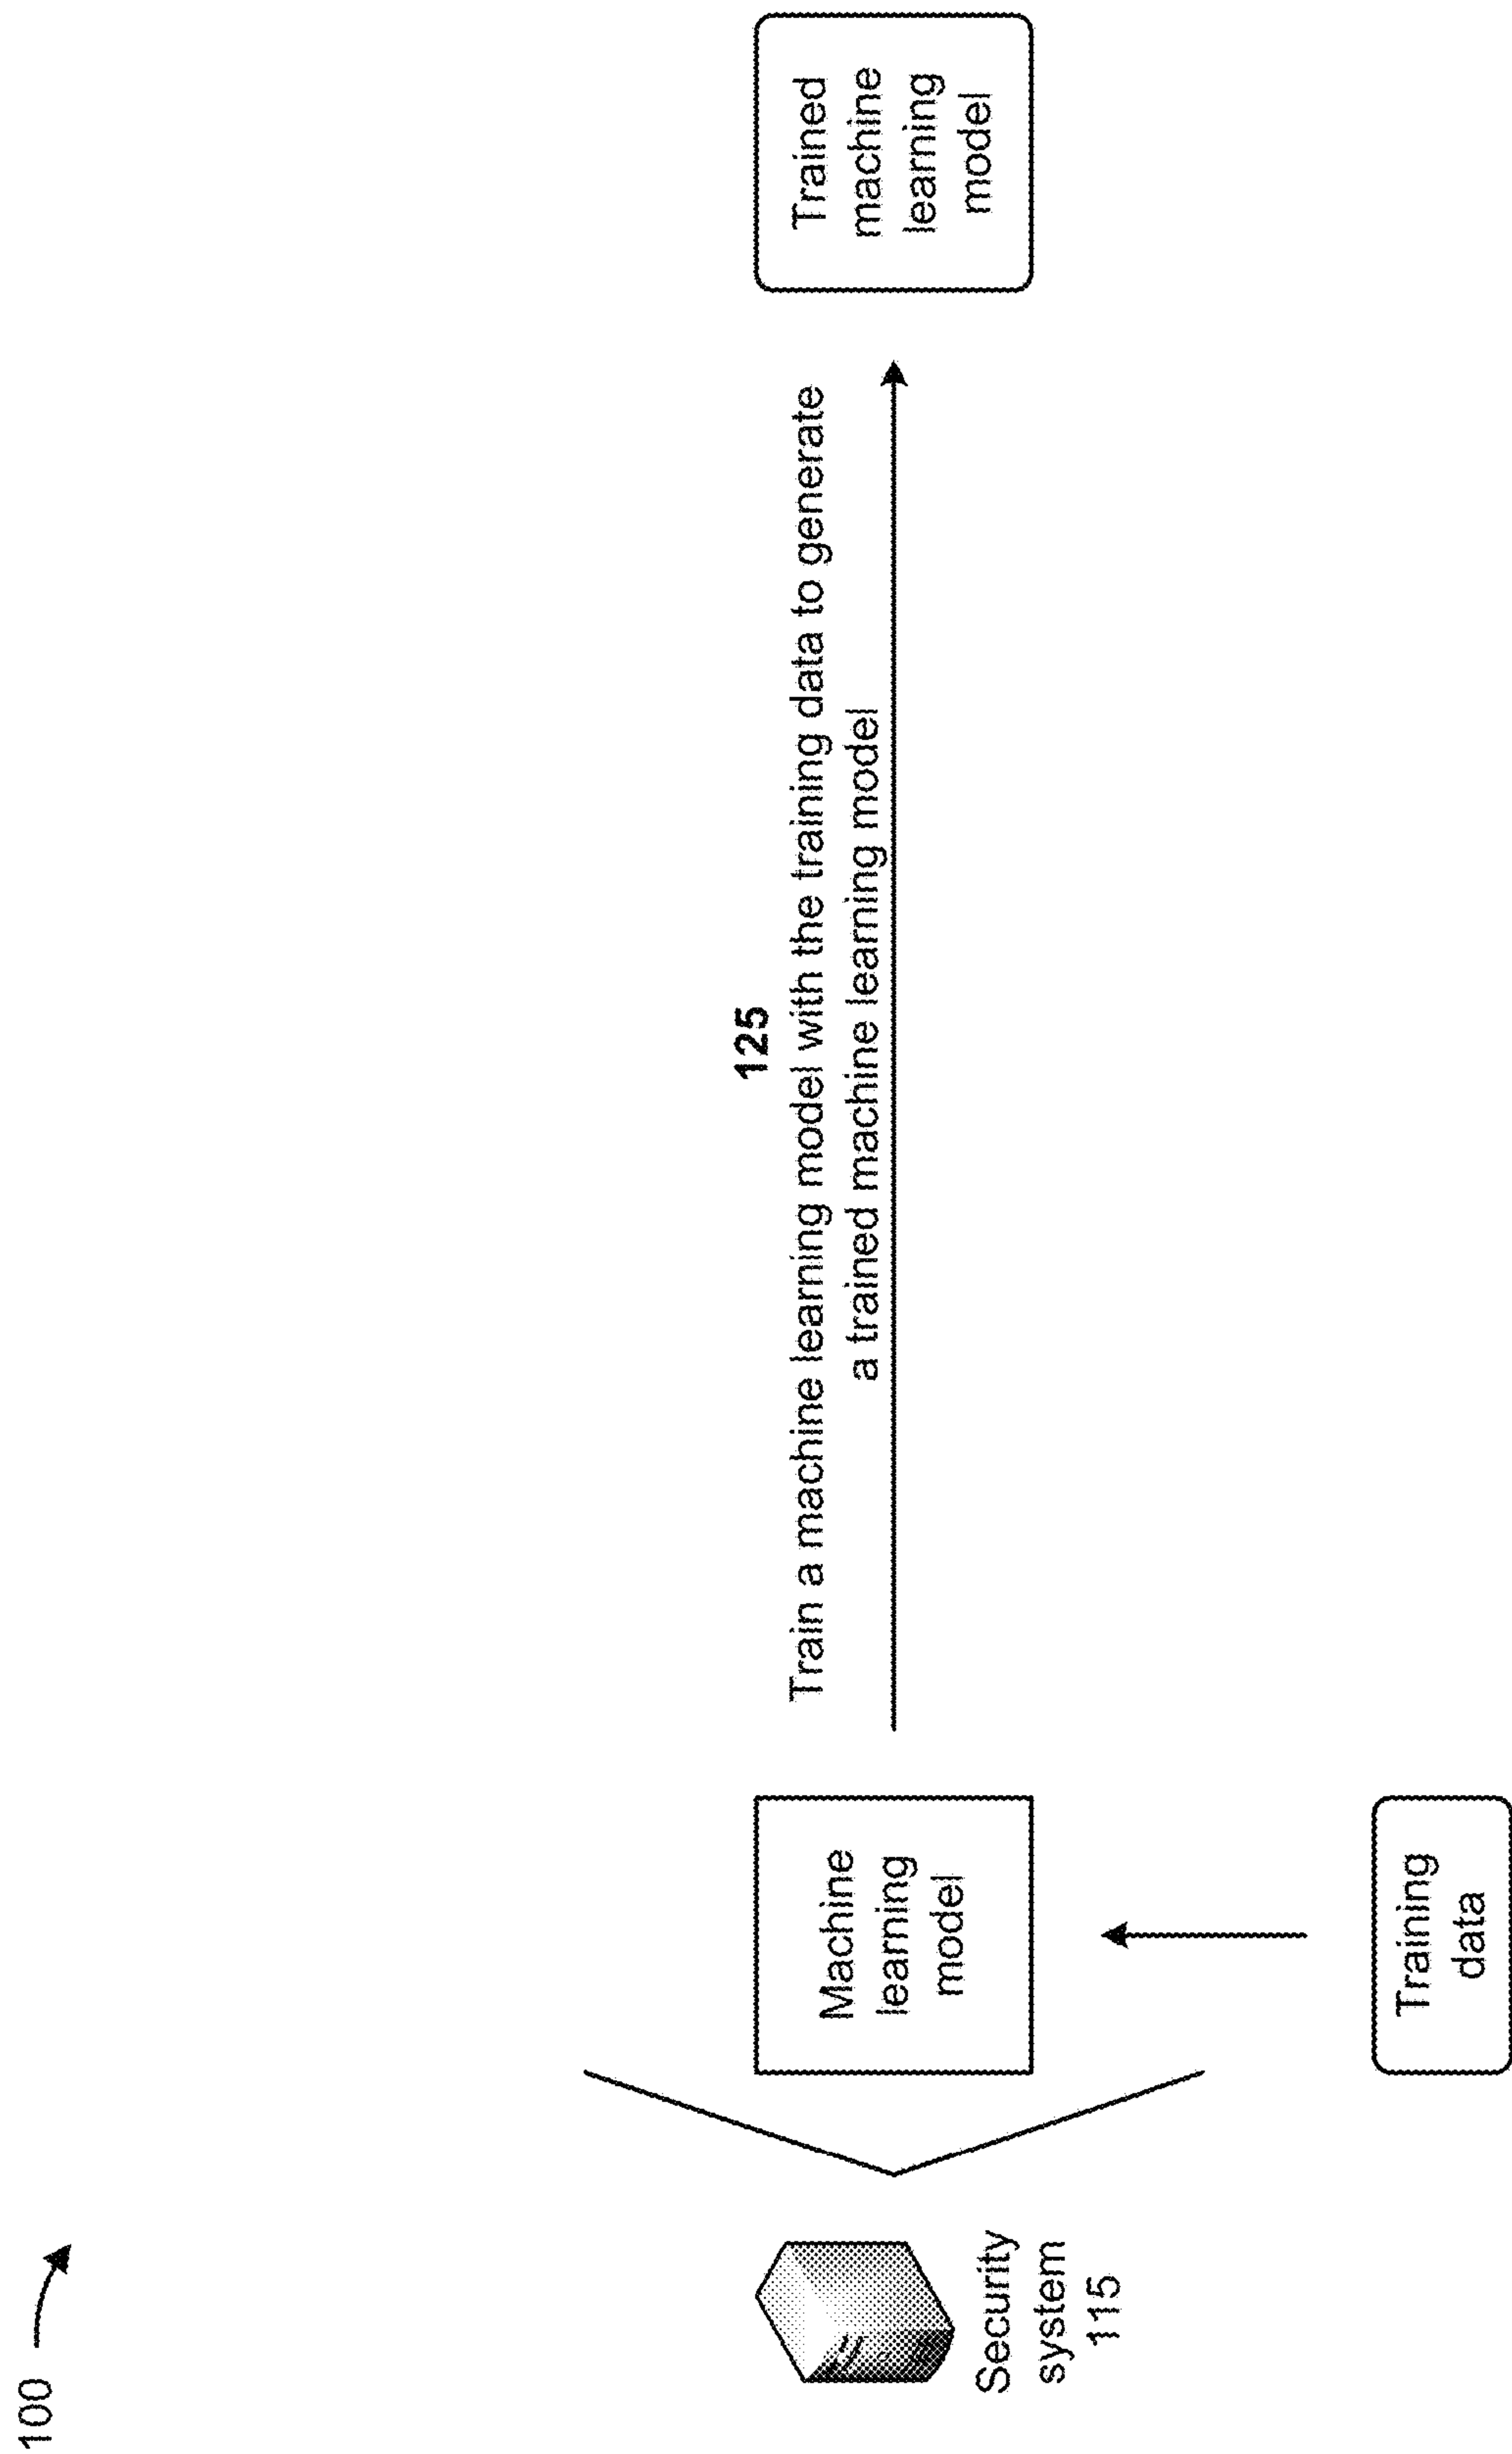 100
125
Train a machine learning model with the training data to generate
a trained machine learning model
Security
system
115
Machine
learning
model
Trained
machine
learning
model
Training
data